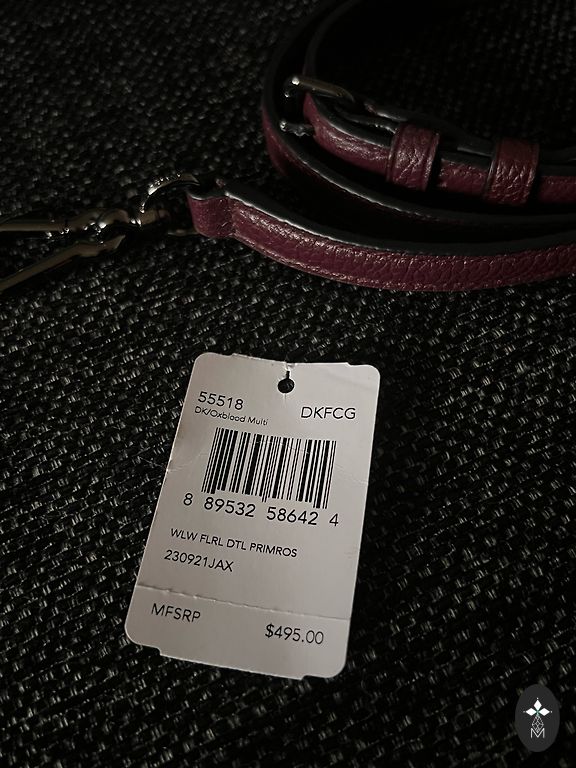 55518
DKFCG
DK/Oxblood Multi
8 89532 58642 4
WLW FLRL DTL PRIMROS
230921JAX
MFSRP
$495.00
M